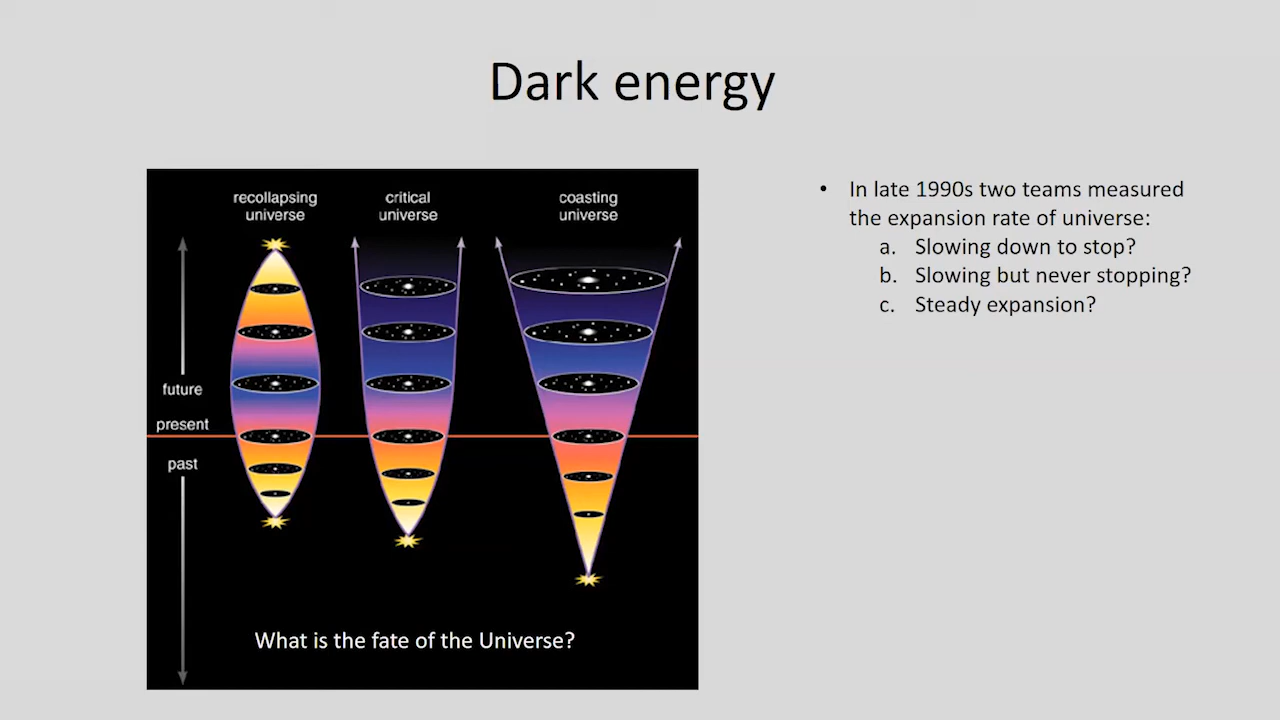 Dark energy
recollapsing
universe
critical
universe
coasting
universe
future
present
past
What is the fate of the Universe?
• In late 1990s two teams measured
the expansion rate of universe:
a. Slowing down to stop?
b. Slowing but never stopping?
c. Steady expansion?